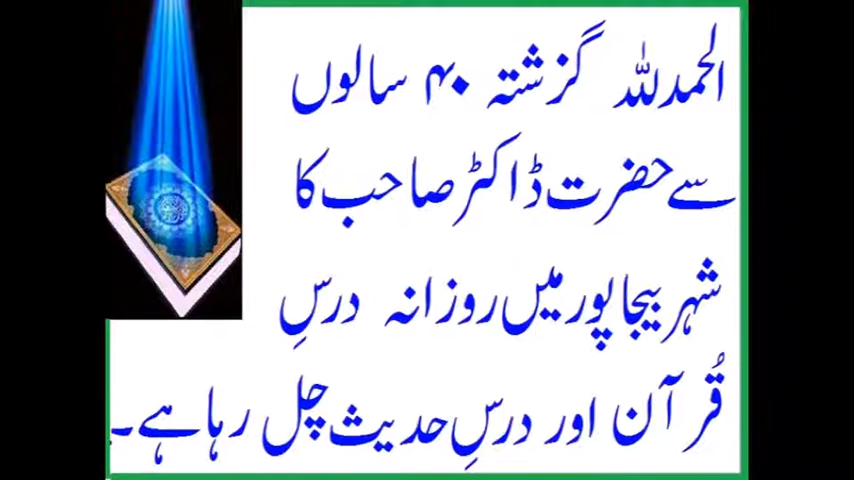 الحمدللہ گزشتہ ۴۰ سالوں
سے حضرت ڈاکٹر صاحب کا
شہر بیجاپور میں روزانہ درسِ
قُرآن اور درسِ حدیث چل رہا ہے۔